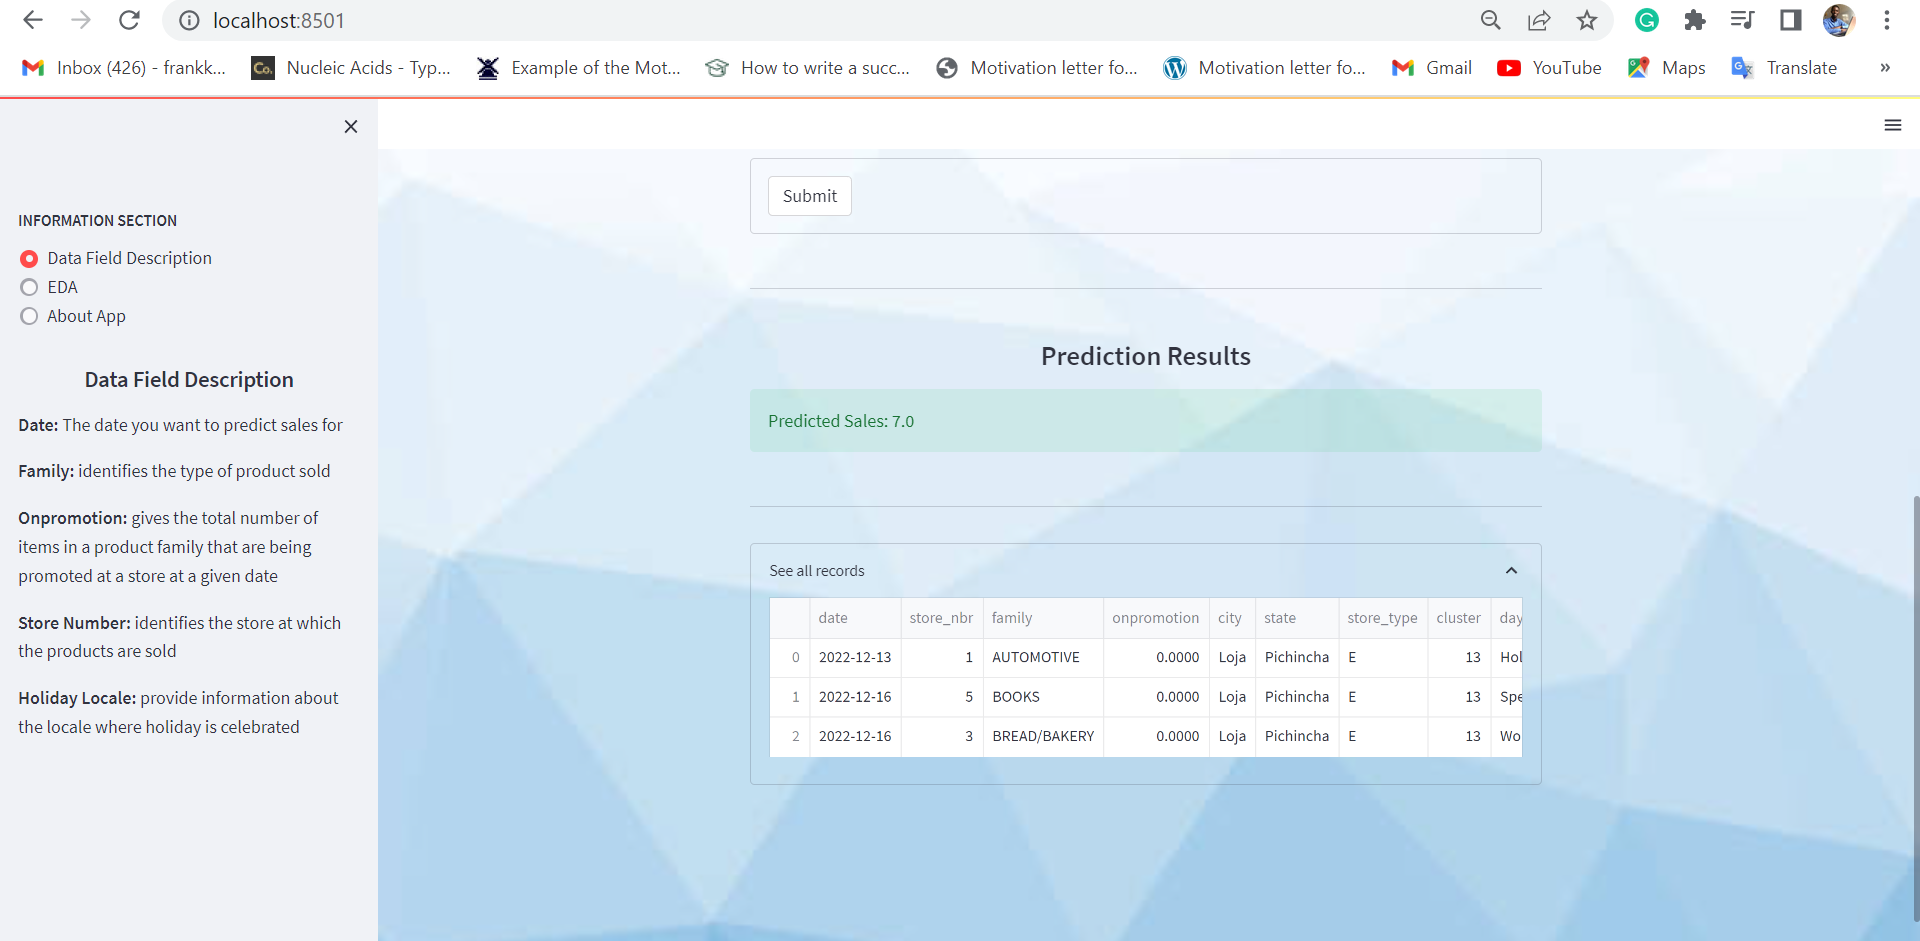 localhost:8501
Inbox (426) - frankk...
Co.
Nucleic Acids - Typ...
Example of the Mot...
How to write a succ...
Motivation letter fo...
Motivation letter fo...
Gmail
YouTube
Maps
Translate
»
INFORMATION SECTION
Data Field Description
EDA
About App
Data Field Description
Date: The date you want to predict sales for
Family: identifies the type of product sold
Onpromotion: gives the total number of
items in a product family that are being
promoted at a store at a given date
Store Number: identifies the store at which
the products are sold
Holiday Locale: provide information about
the locale where holiday is celebrated
Submit
Prediction Results
Predicted Sales: 7.0
See all records
date store_nbr family onpromotion city state store_type cluster day
0 2022-12-13 1 AUTOMOTIVE 0.0000 Loja Pichincha E 13 Hol
1 2022-12-16 5 BOOKS 0.0000 Loja Pichincha E 13 Spe
2 2022-12-16 3 BREAD/BAKERY 0.0000 Loja Pichincha E 13 Wo